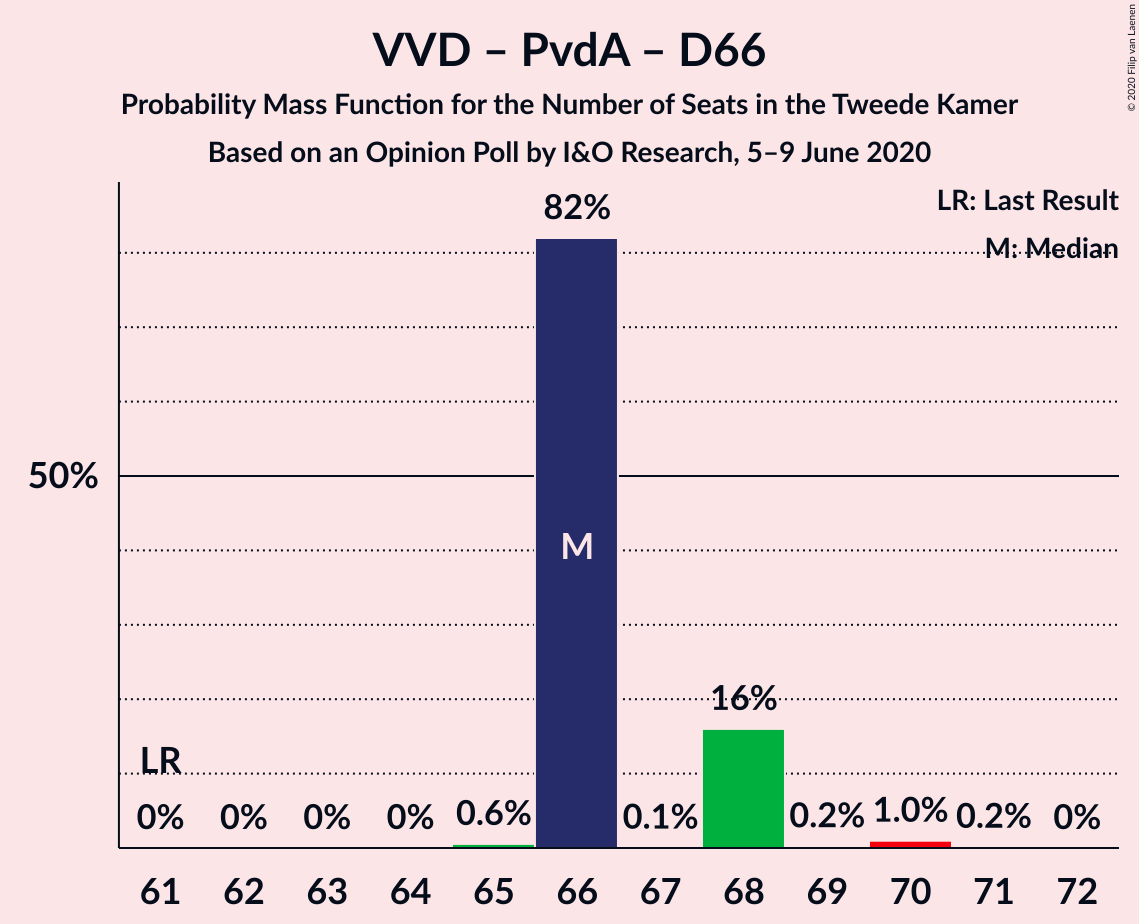 VVD – PvdA – D66
Probability Mass Function for the Number of Seats in the Tweede Kamer
Based on an Opinion Poll by I&O Research, 5–9 June 2020
© 2020 Filip van Laenen
LR: Last Result
M: Median
82%
50%
M
16%
LR
0% 0% 0% 0% 0.6% 0.1% 0.2% 1.0% 0.2% 0%
61 62 63 64 65 66 67 68 69 70 71 72